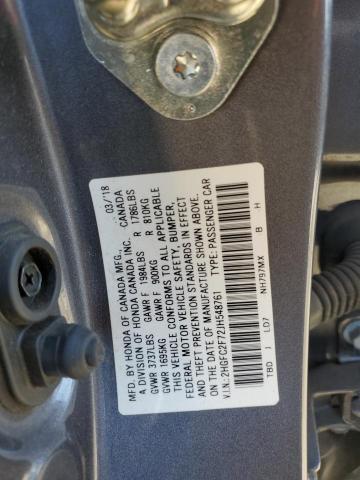 MFD. BY HONDA OF CANADA MFG. 03/18
A DIVISION OF HONDA CANADA INC. CANADA
GVWR 3737LBS GAWR F 1984LBS R 1786LBS
GVWR 1695KG GAWR F 900KG R 810KG
THIS VEHICLE CONFORMS TO ALL APPLICABLE
FEDERAL MOTOR VEHICLE SAFETY, BUMPER,
AND THEFT PREVENTION STANDARDS IN EFFECT
ON THE DATE OF MANUFACTURE SHOWN ABOVE.
V.I.N.:2HGFC2F72JH548761 TYPE:PASSENGER CAR
NH797MX B H
TBD J LD7